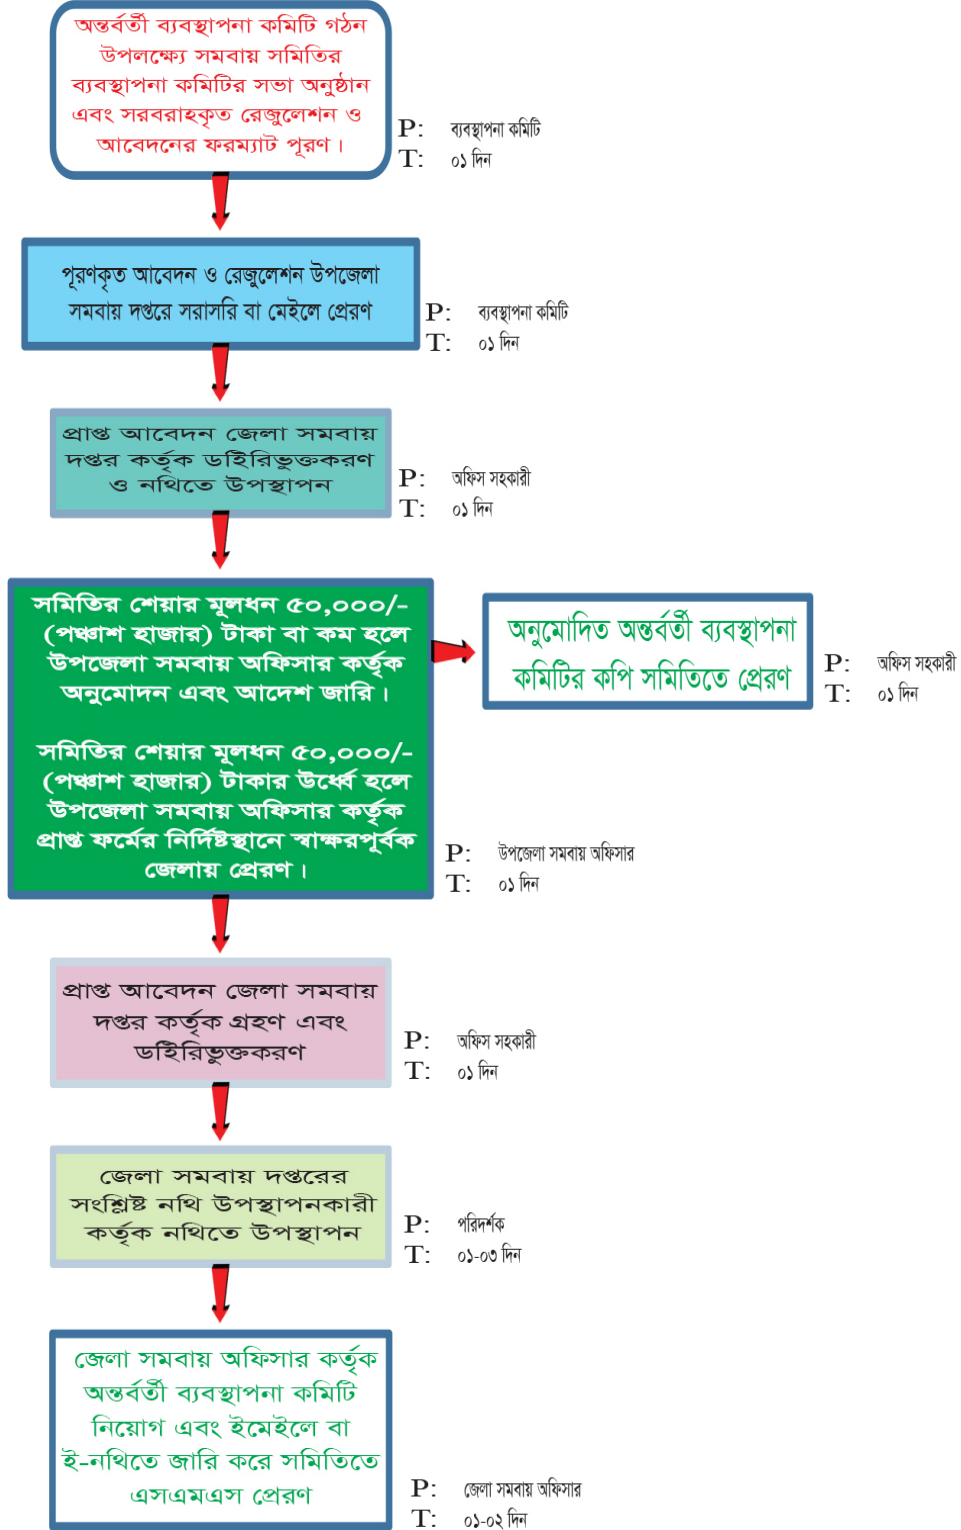 অন্তর্বর্তী ব্যবস্থাপনা কমিটি গঠন
উপলক্ষ্যে সমবায় সমিতির
ব্যবস্থাপনা কমিটির সভা অনুষ্ঠান
এবং সরবরাহকৃত রেজুলেশন ও
আবেদনের ফরম্যাট পূরণ।
P: ব্যবস্থাপনা কমিটি
T: ০১ দিন
পূরণকৃত আবেদন ও রেজুলেশন উপজেলা
সমবায় দপ্তরে সরাসরি বা মেইলে প্রেরণ
P: ব্যবস্থাপনা কমিটি
T: ০১ দিন
প্রাপ্ত আবেদন জেলা সমবায়
দপ্তর কর্তৃক ডাইরিভুক্তকরণ
ও নথিতে উপস্থাপন
P: অফিস সহকারী
T: ০১ দিন
সমিতির শেয়ার মূলধন ৫০,০০০/-
(পঞ্চাশ হাজার) টাকা বা কম হলে
উপজেলা সমবায় অফিসার কর্তৃক
অনুমোদন এবং আদেশ জারি।
সমিতির শেয়ার মূলধন ৫০,০০০/-
(পঞ্চাশ হাজার) টাকার উর্ধ্বে হলে
উপজেলা সমবায় অফিসার কর্তৃক
প্রাপ্ত ফর্মের নির্দিষ্টস্থানে স্বাক্ষরপূর্বক
জেলায় প্রেরণ।
P: উপজেলা সমবায় অফিসার
T: ০১ দিন
অনুমোদিত অন্তর্বর্তী ব্যবস্থাপনা
কমিটির কপি সমিতিতে প্রেরণ
P: অফিস সহকারী
T: ০১ দিন
প্রাপ্ত আবেদন জেলা সমবায়
দপ্তর কর্তৃক গ্রহণ এবং
ডাইরিভুক্তকরণ
P: অফিস সহকারী
T: ০১ দিন
জেলা সমবায় দপ্তরের
সংশ্লিষ্ট নথি উপস্থাপনকারী
কর্তৃক নথিতে উপস্থাপন
P: পরিদর্শক
T: ০১-০৩ দিন
জেলা সমবায় অফিসার কর্তৃক
অন্তর্বর্তী ব্যবস্থাপনা কমিটি
নিয়োগ এবং ইমেইলে বা
ই-নথিতে জারি করে সমিতিতে
এসএমএস প্রেরণ
P: জেলা সমবায় অফিসার
T: ০১-০২ দিন